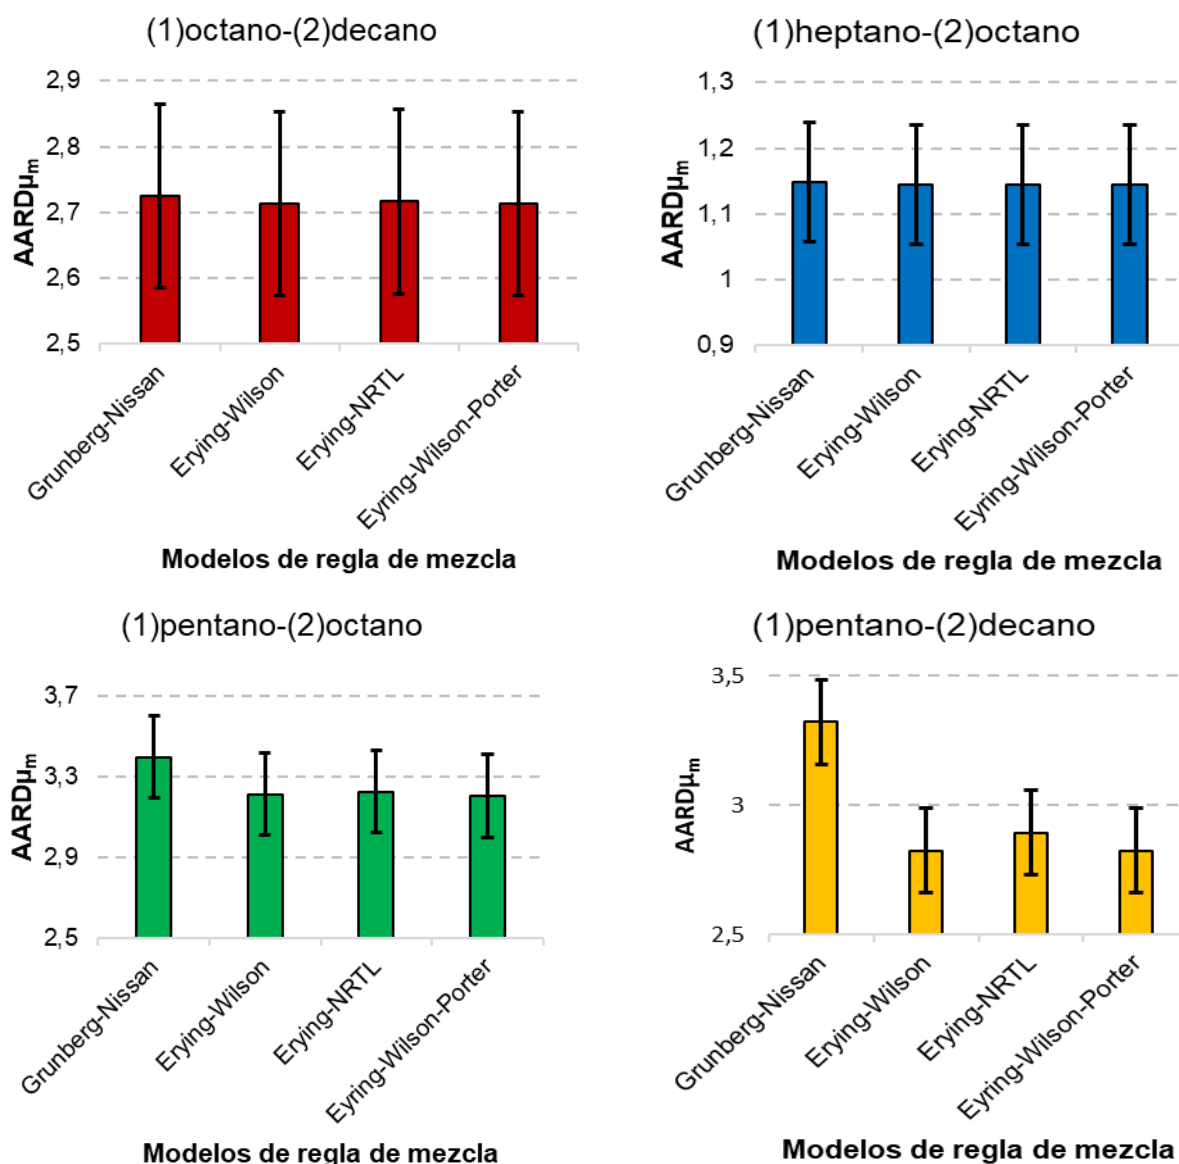 (1)octano-(2)decano
AARDµm
2,9
2,8
2,7
2,6
2,5
Grunberg-Nissan
Erying-Wilson
Erying-NRTL
Eyring-Wilson-Porter
Modelos de regla de mezcla
(1)heptano-(2)octano
AARDµm
1,3
1,2
1,1
1
0,9
Grunberg-Nissan
Erying-Wilson
Erying-NRTL
Eyring-Wilson-Porter
Modelos de regla de mezcla
(1)pentano-(2)octano
AARDµm
3,7
3,3
2,9
2,5
Grunberg-Nissan
Erying-Wilson
Erying-NRTL
Eyring-Wilson-Porter
Modelos de regla de mezcla
(1)pentano-(2)decano
AARDµm
3,5
3
2,5
Grunberg-Nissan
Erying-Wilson
Erying-NRTL
Eyring-Wilson-Porter
Modelos de regla de mezcla